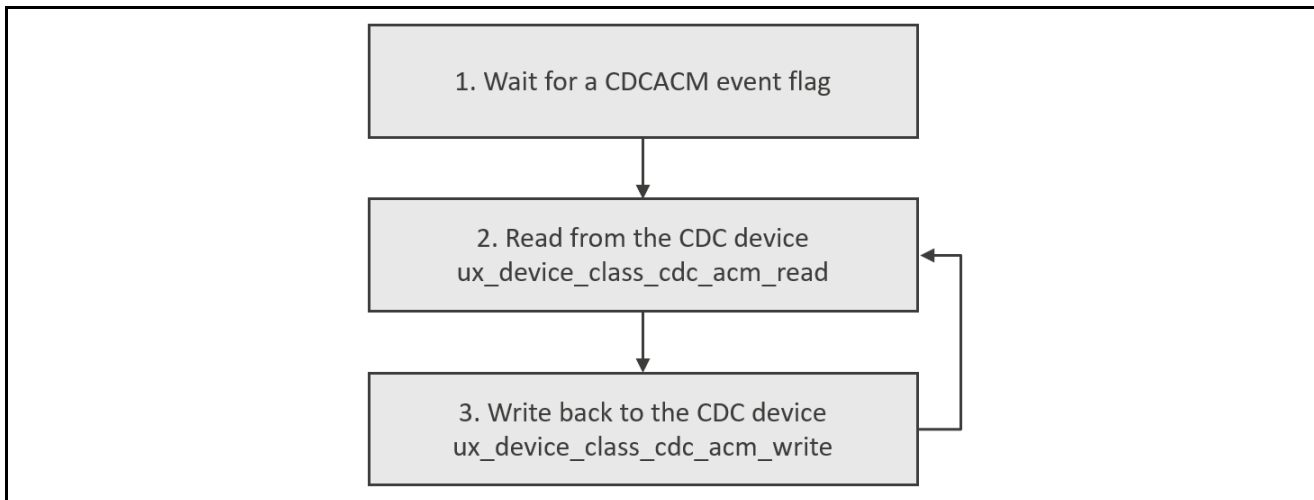 1. Wait for a CDCACM event flag
2. Read from the CDC device
ux_device_class_cdc_acm_read
3. Write back to the CDC device
ux_device_class_cdc_acm_write